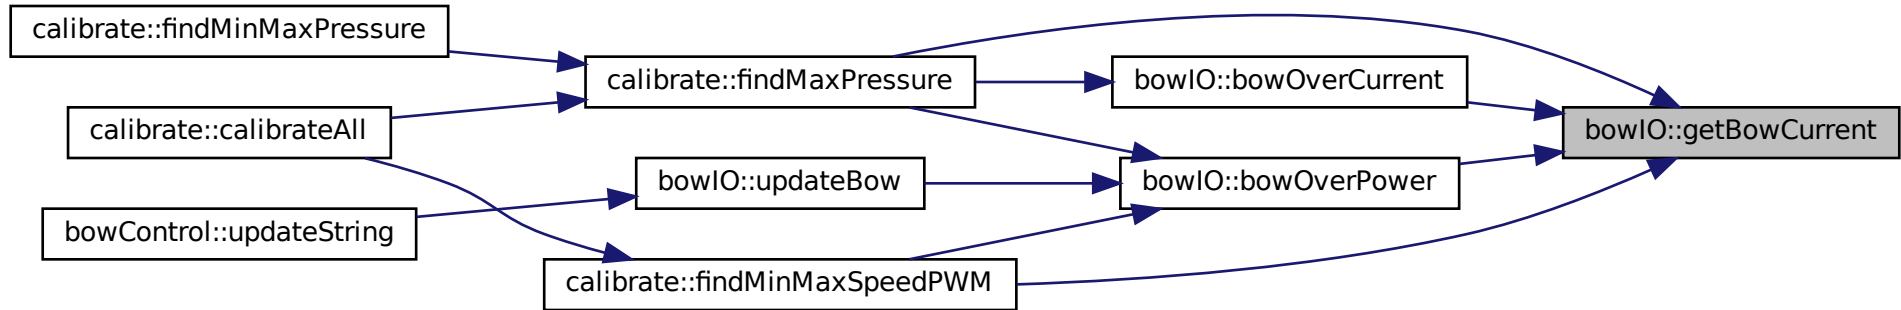 calibrate::findMinMaxPressure
calibrate::findMaxPressure
bowIO::bowOverCurrent
calibrate::calibrateAll
bowIO::getBowCurrent
bowIO::updateBow
bowIO::bowOverPower
bowControl::updateString
calibrate::findMinMaxSpeedPWM